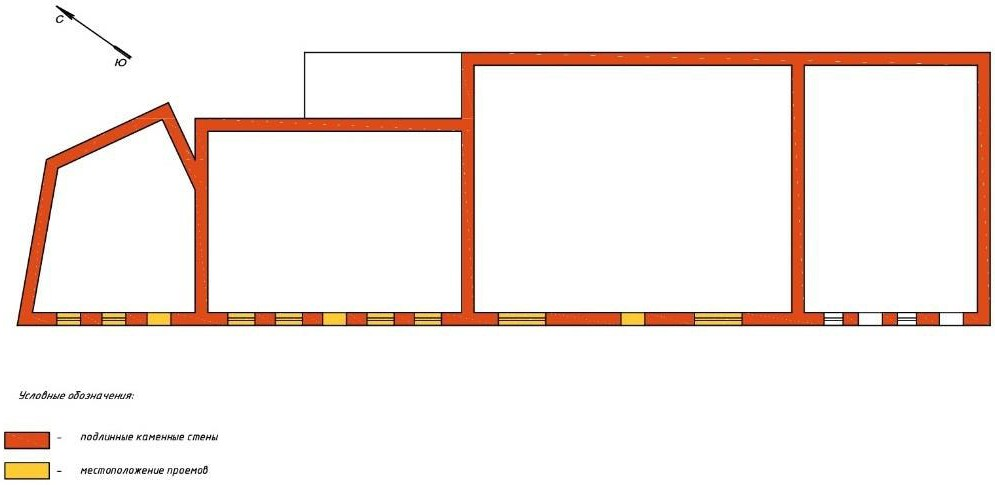 С
Ю
Условные обозначения:
- подлинные каменные стены
- местоположение проемов